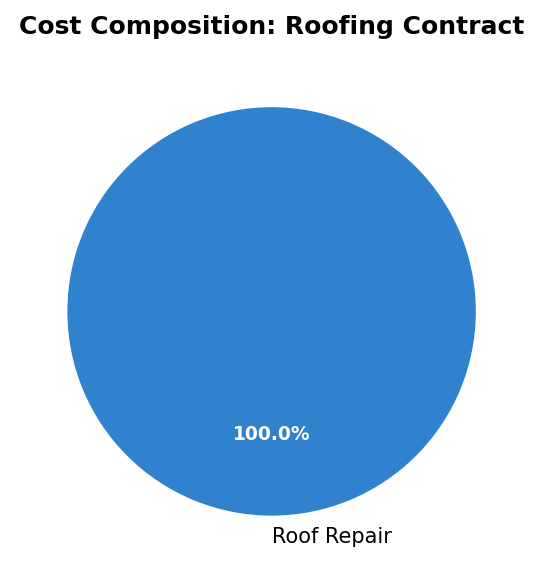 Cost Composition: Roofing Contract
100.0%
Roof Repair